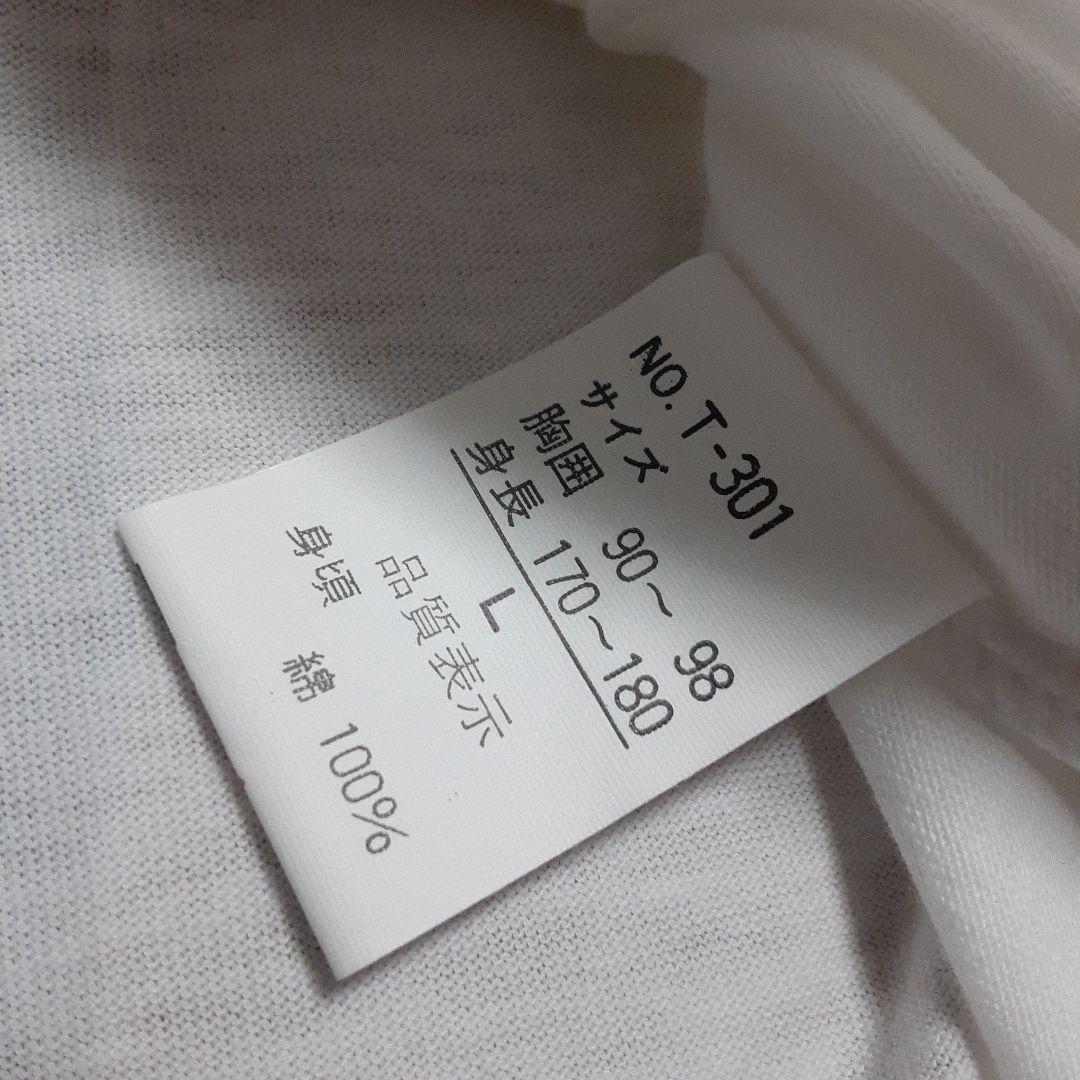 NO. T-301
サイズ
胸囲 90～98
身長 170～180
L
品質表示
身頃 綿 100%